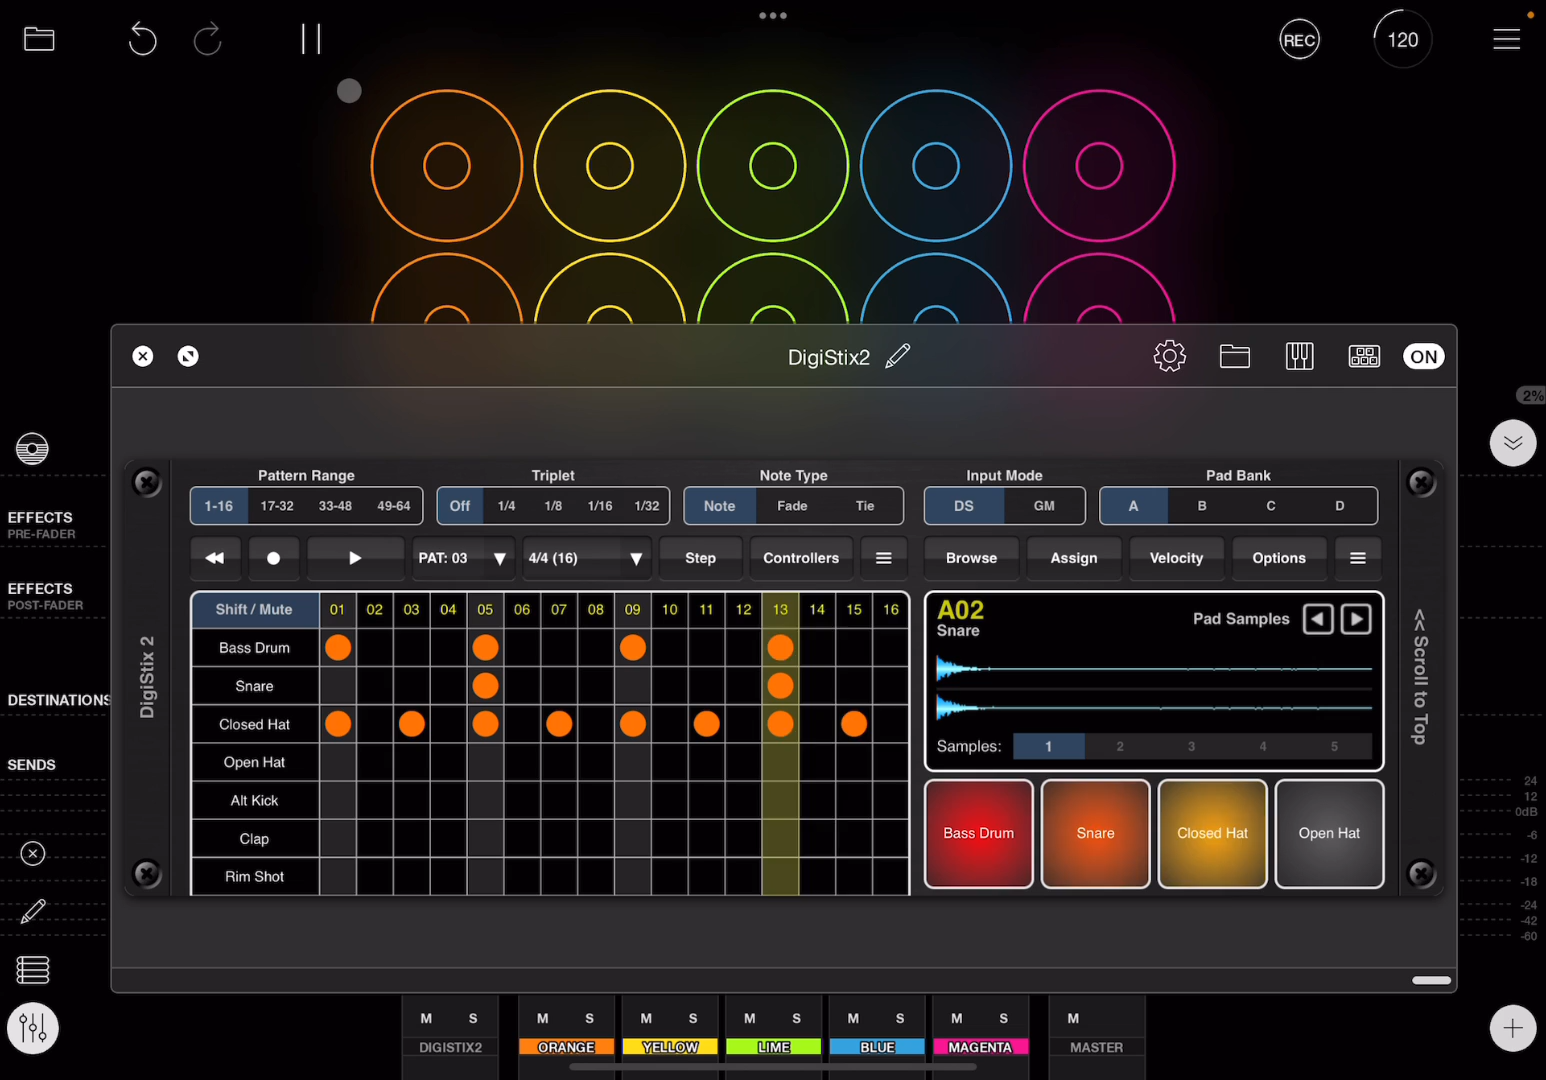 REC
120
DigiStix2
ON
2%
Pattern Range
Triplet
Note Type
Input Mode
Pad Bank
1-16 17-32 33-48 49-64
Off 1/4 1/8 1/16 1/32
Note Fade Tie
DS GM
A B C D
PAT: 03 ▼
4/4 (16) ▼
Step
Controllers
Browse
Assign
Velocity
Options
Shift / Mute 01 02 03 04 05 06 07 08 09 10 11 12 13 14 15 16
Bass Drum
Snare
Closed Hat
Open Hat
Alt Kick
Clap
Rim Shot
A02
Snare
Pad Samples
Samples: 1 2 3 4 5
Bass Drum
Snare
Closed Hat
Open Hat
DigiStix 2
<< Scroll to Top
EFFECTS
PRE-FADER
EFFECTS
POST-FADER
DESTINATIONS
SENDS
24
12
0dB
-6
-12
-18
-24
-42
-60
M S
M S
M S
M S
M S
M S
M
DIGISTIX2
ORANGE
YELLOW
LIME
BLUE
MAGENTA
MASTER